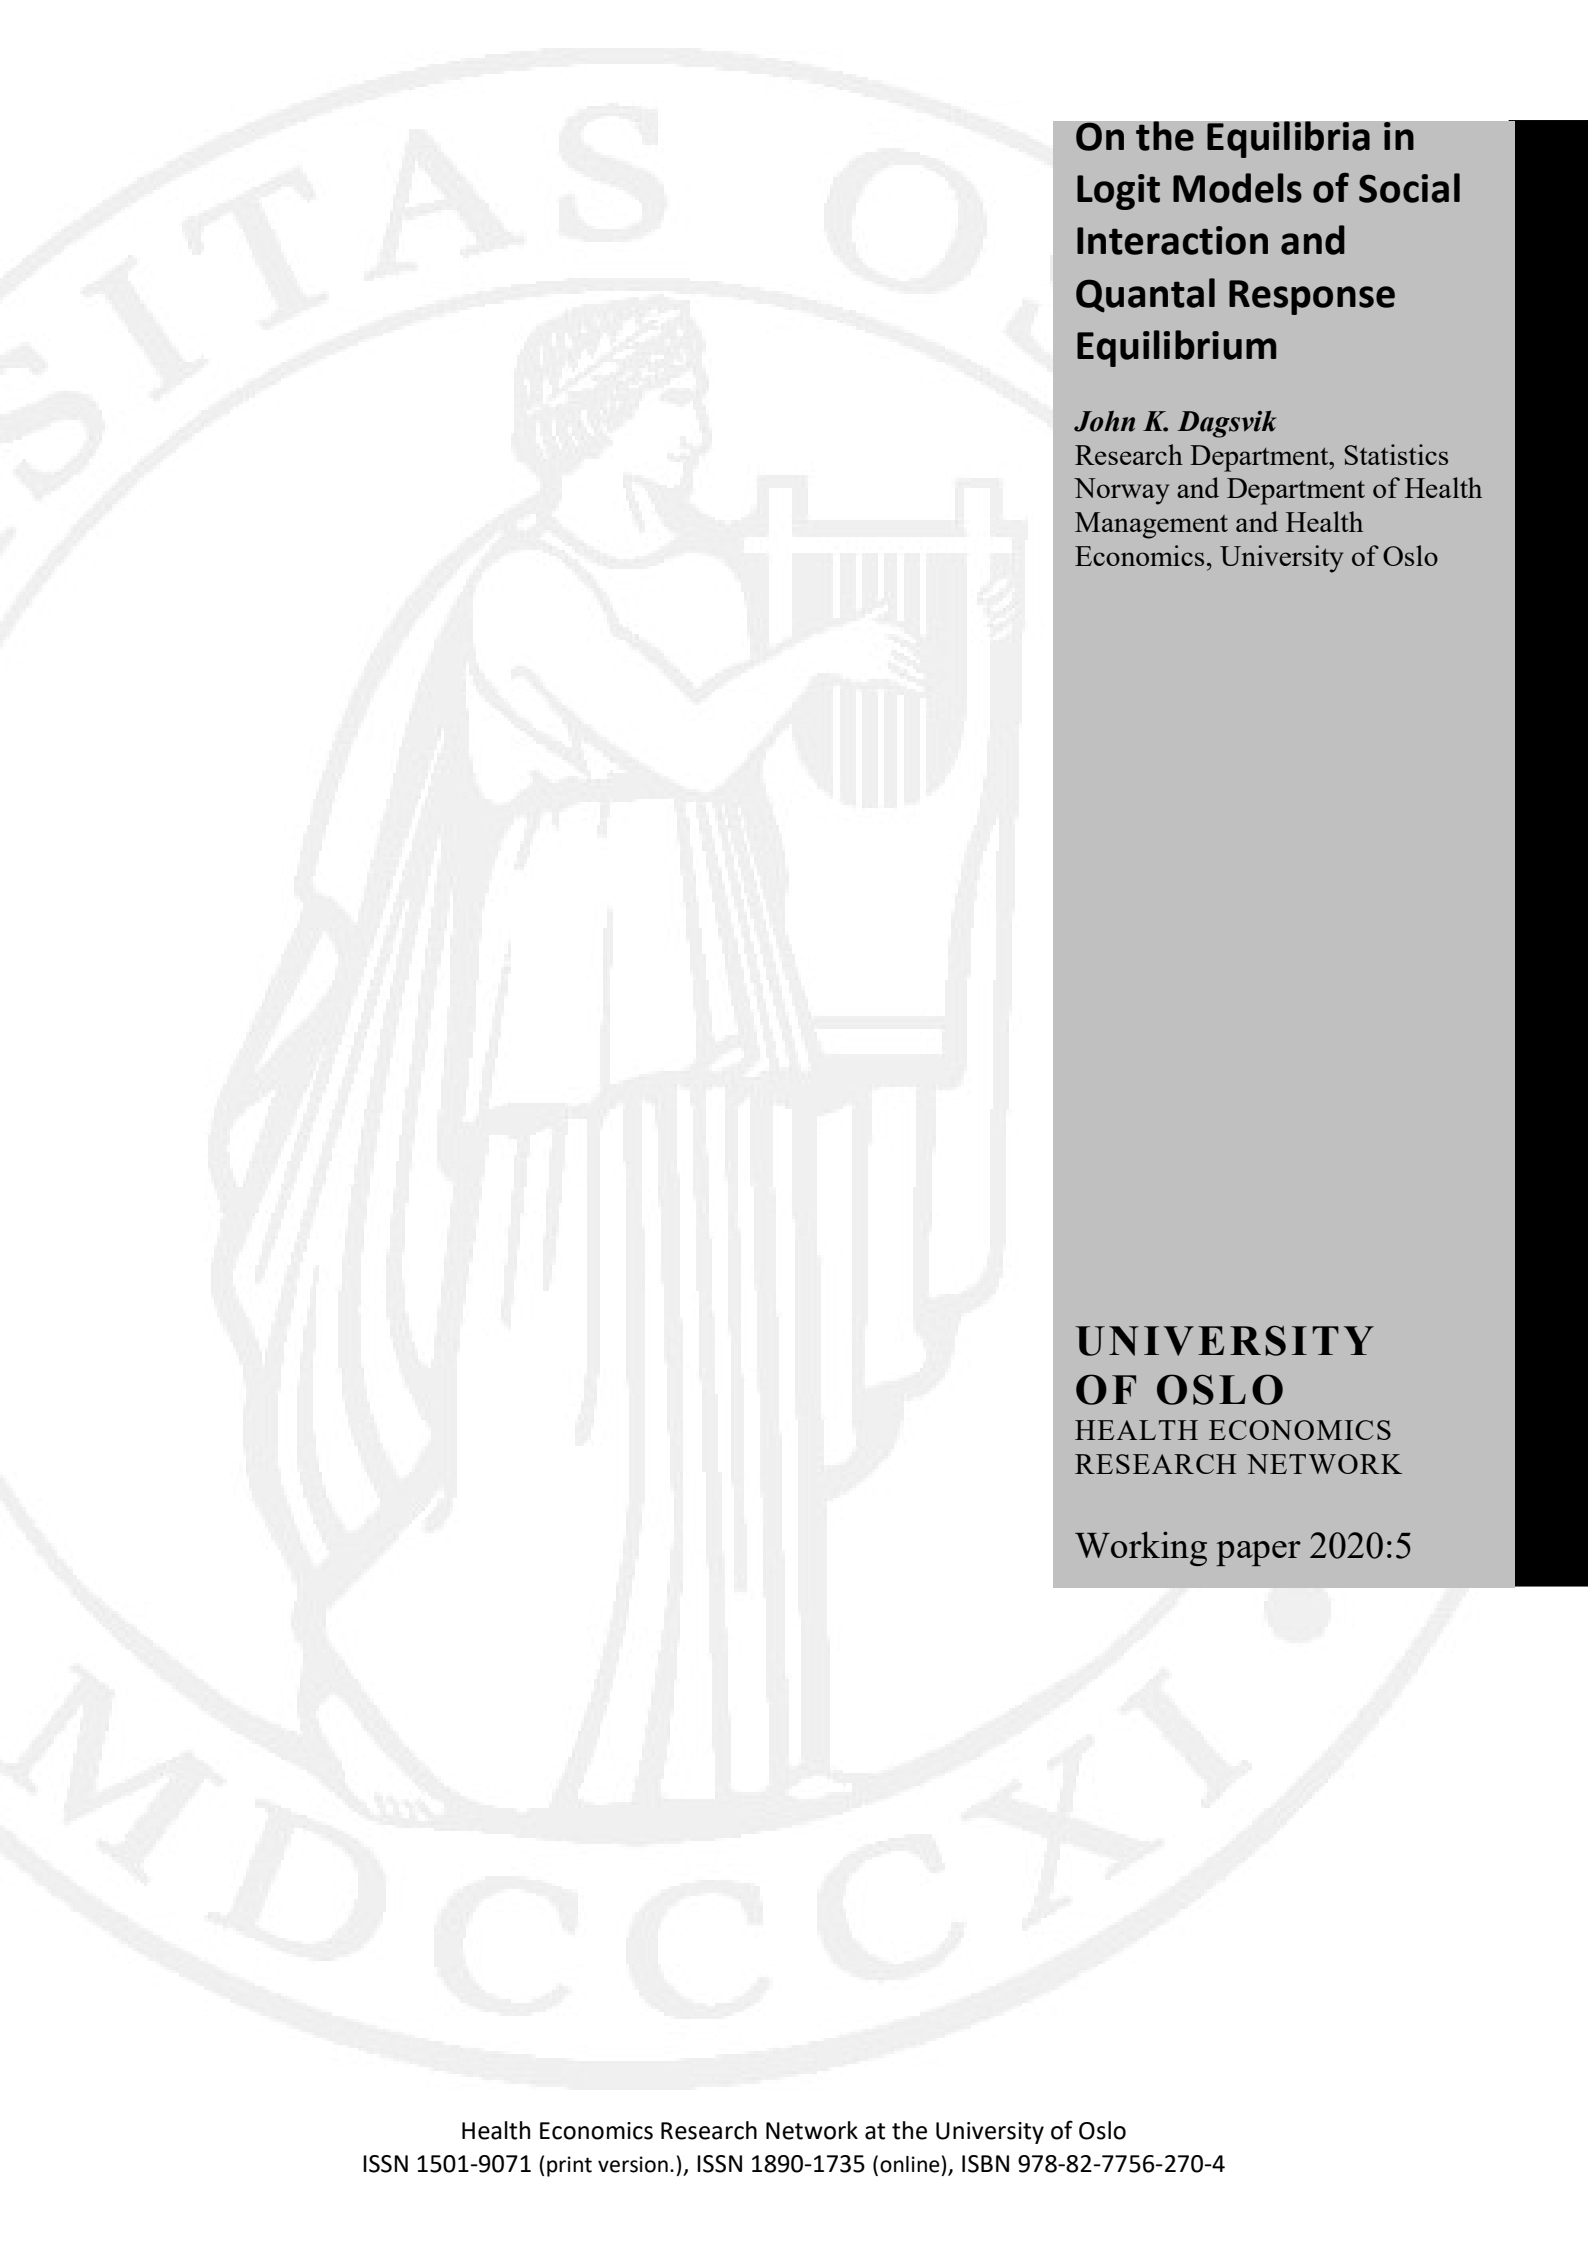 SITAS OS
On the Equilibria in
Logit Models of Social
Interaction and
Quantal Response
Equilibrium
John K. Dagsvik
Research Department, Statistics
Norway and Department of Health
Management and Health
Economics, University of Oslo
UNIVERSITY
OF OSLO
HEALTH ECONOMICS
RESEARCH NETWORK
Working paper 2020:5
MDCCCXI
Health Economics Research Network at the University of Oslo
ISSN 1501-9071 (print version.), ISSN 1890-1735 (online), ISBN 978-82-7756-270-4